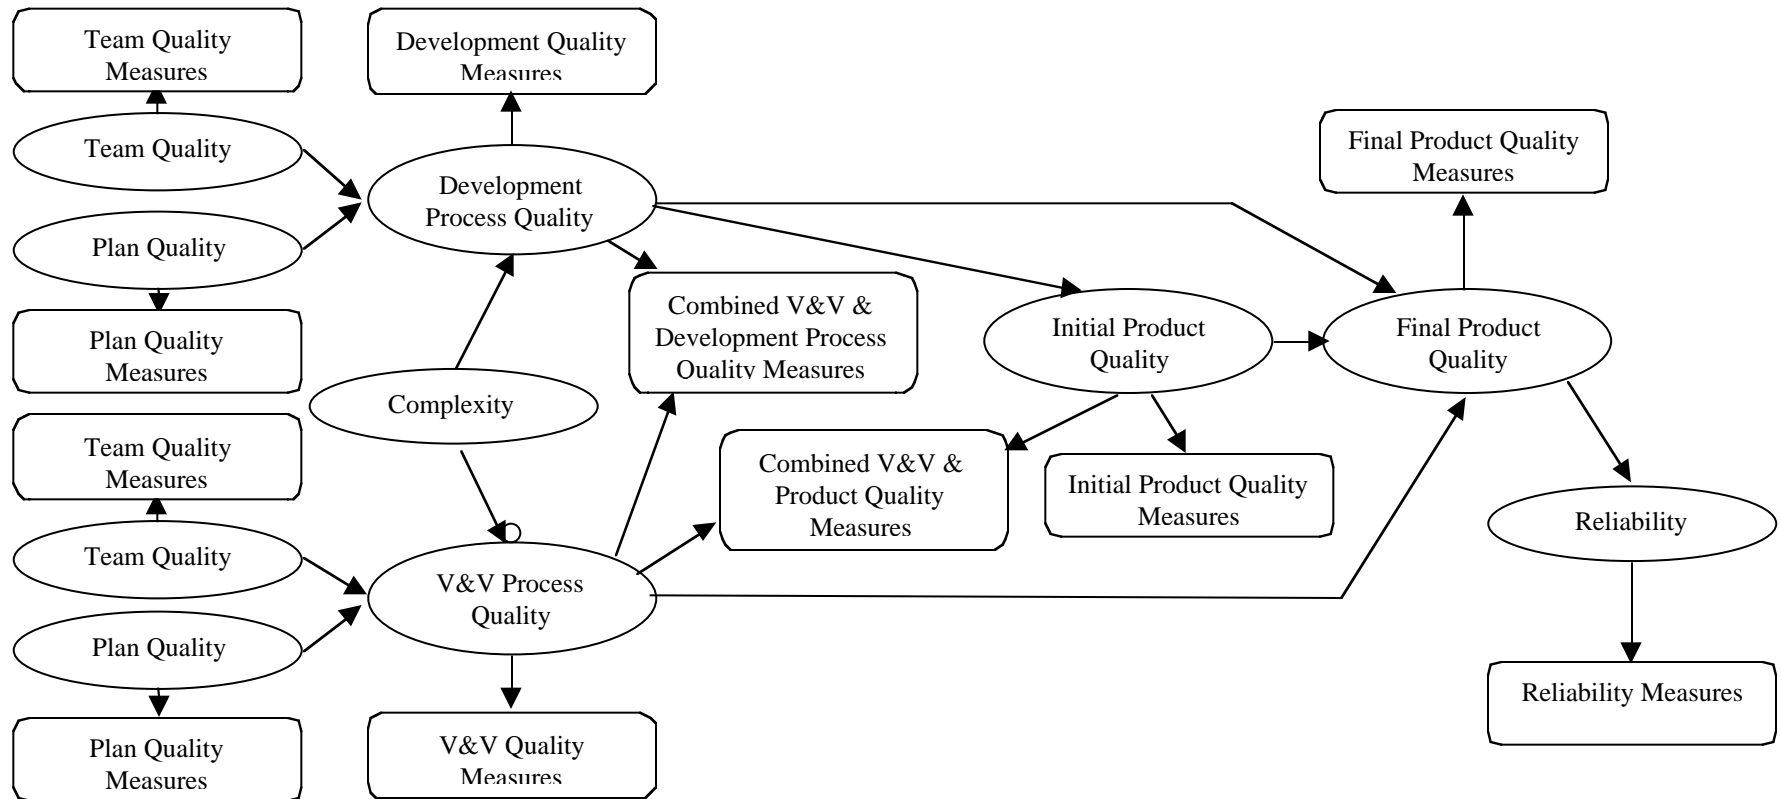 Team Quality
Measures
Development Quality
Measures
Team Quality
Final Product Quality
Measures
Development
Process Quality
Plan Quality
Combined V&V &
Development Process
Quality Measures
Initial Product
Quality
Final Product
Quality
Plan Quality
Measures
Complexity
Team Quality
Measures
Combined V&V &
Product Quality
Measures
Initial Product Quality
Measures
Reliability
Team Quality
V&V Process
Quality
Plan Quality
Reliability Measures
Plan Quality
Measures
V&V Quality
Measures